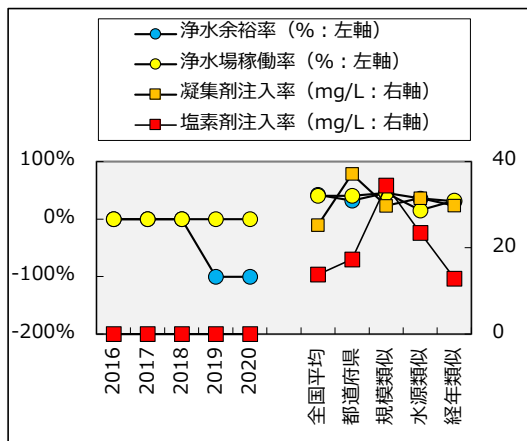 浄水余裕率（%：左軸）
浄水場稼働率（%：左軸）
凝集剤注入率（mg/L：右軸）
塩素剤注入率（mg/L：右軸）
100%
0%
-100%
-200%
40
20
0
2016
2017
2018
2019
2020
全国平均
都道府県
規模類似
水源類似
経年類似